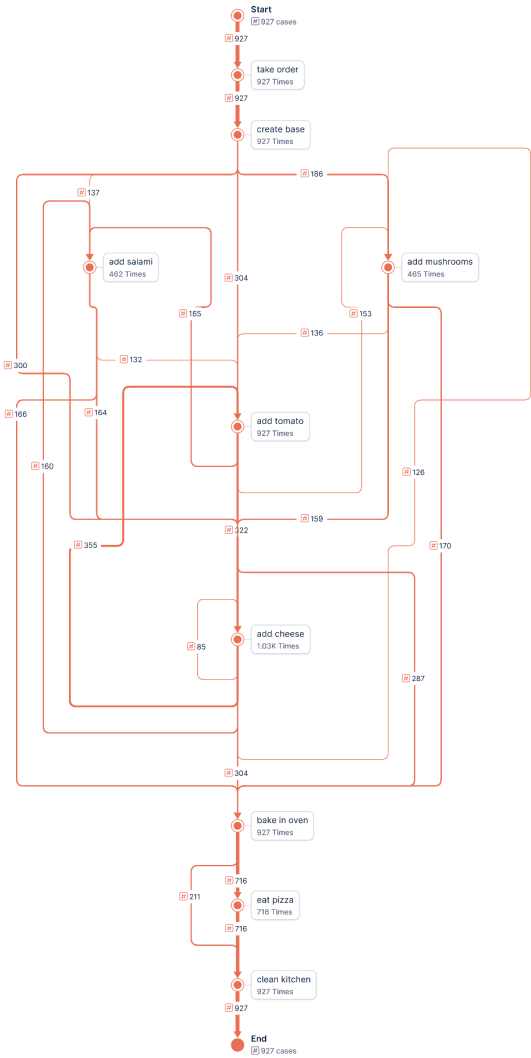 Start
# 927 cases
# 927
take order
927 Times
# 927
create base
927 Times
# 186
# 137
add salami
462 Times
add mushrooms
465 Times
# 304
# 165
# 153
# 136
# 132
# 300
# 166
# 164
add tomato
927 Times
# 160
# 126
# 159
# 322
# 355
# 170
add cheese
1.03K Times
# 85
# 287
# 304
bake in oven
927 Times
# 716
# 211
eat pizza
716 Times
# 716
clean kitchen
927 Times
# 927
End
# 927 cases